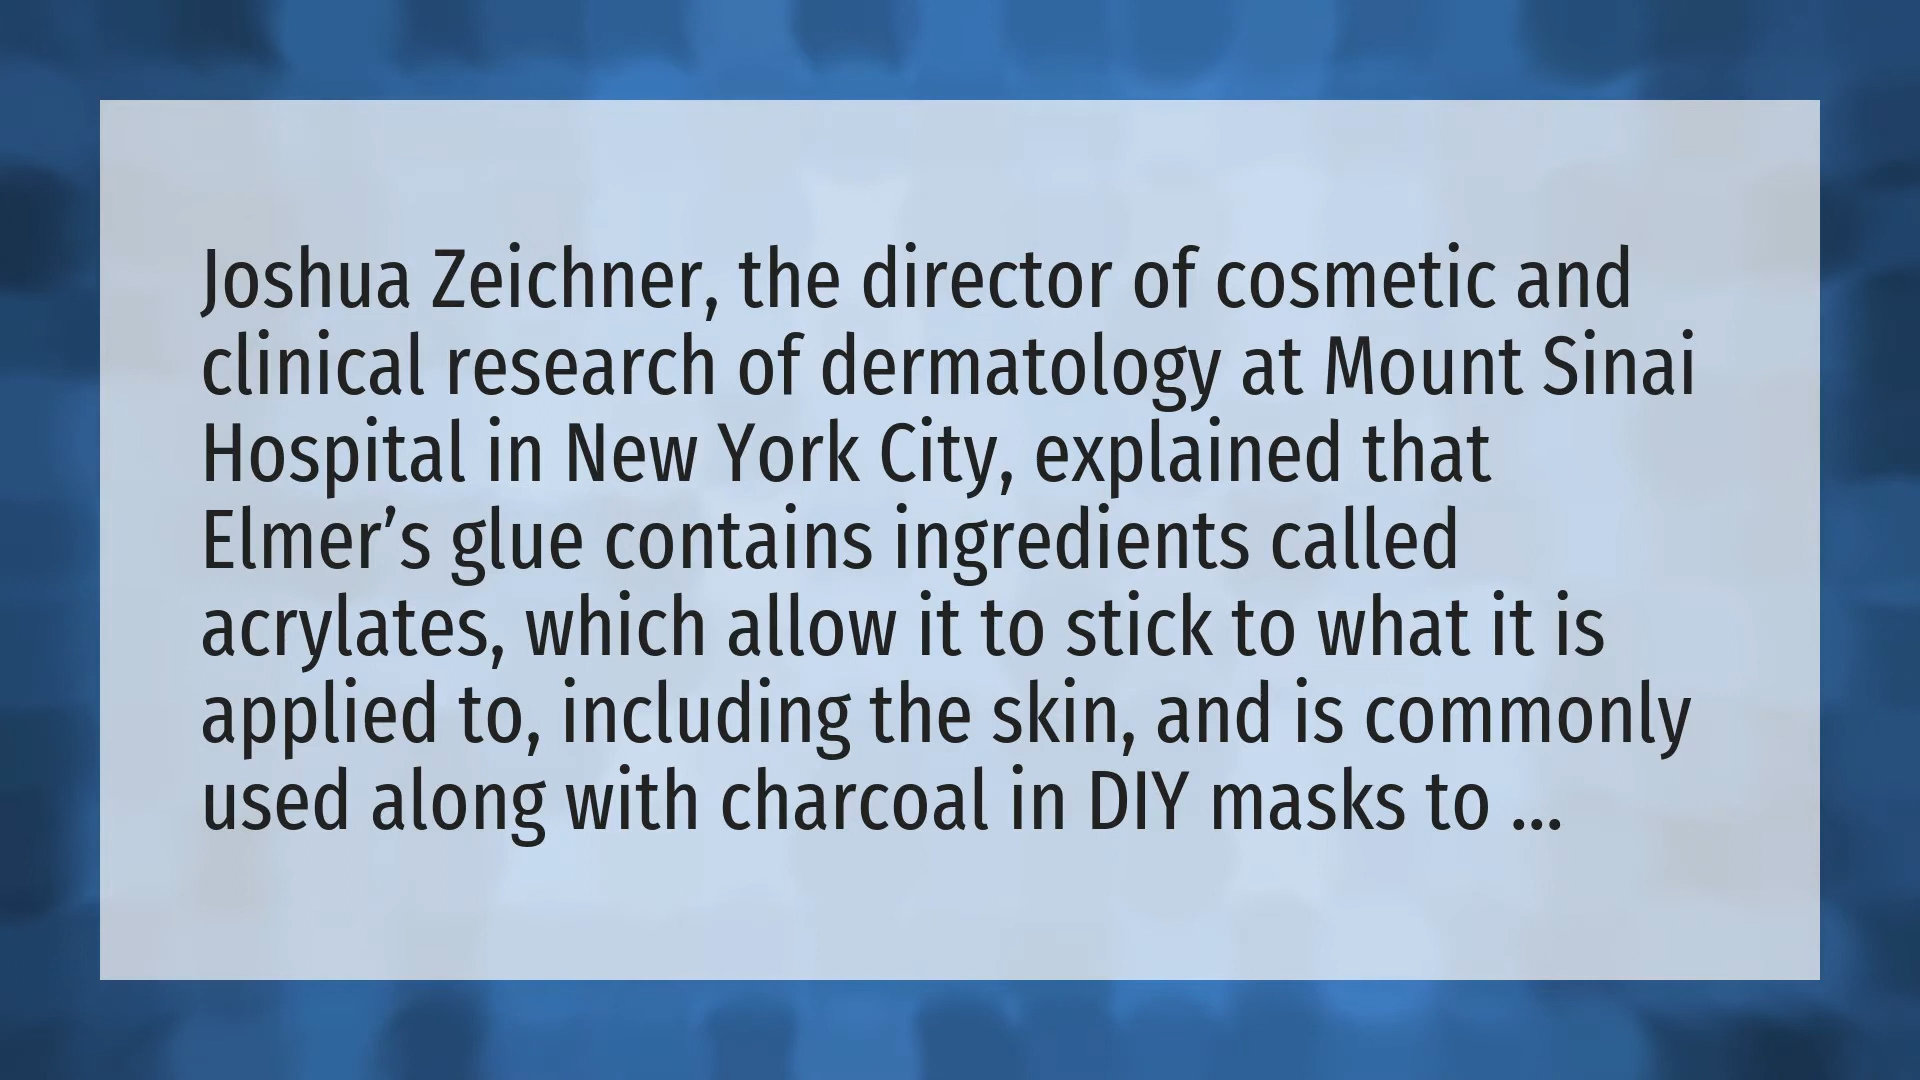 Joshua Zeichner, the director of cosmetic and
clinical research of dermatology at Mount Sinai
Hospital in New York City, explained that
Elmer’s glue contains ingredients called
acrylates, which allow it to stick to what it is
applied to, including the skin, and is commonly
used along with charcoal in DIY masks to ...